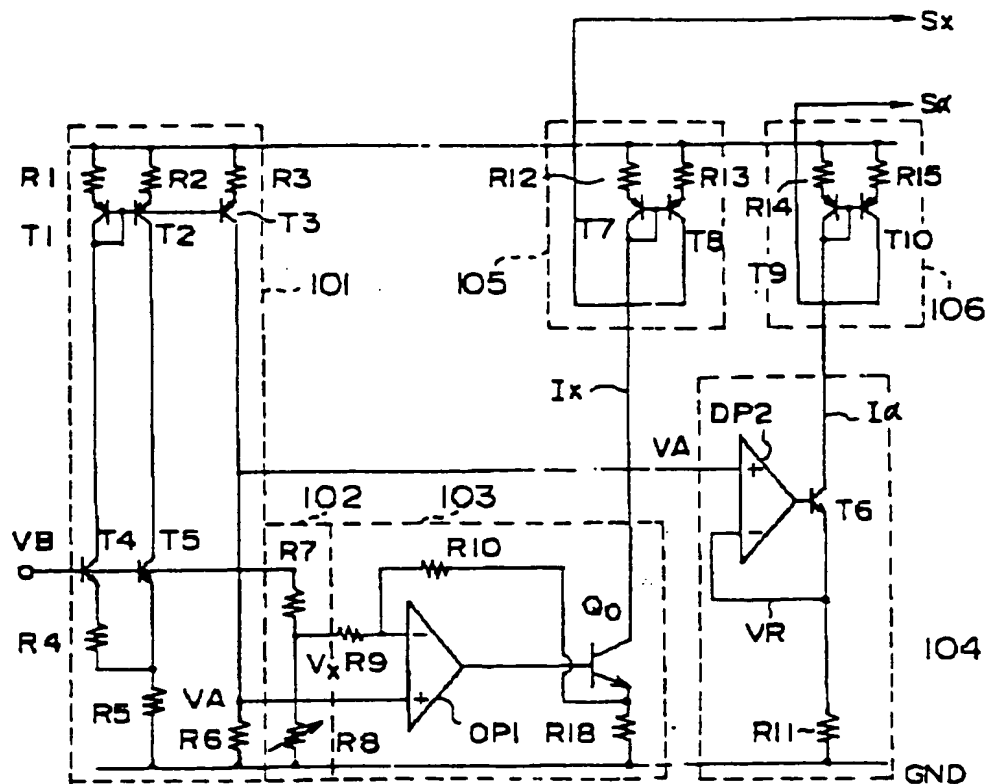 Sx
Sα
R1
R2
R3
R12
R13
R14
R15
T1
T2
T3
T7
T8
T9
T10
101
105
106
Ix
DP2
Iα
VA
102
103
VB
T4
T5
R7
R10
T6
R4
Q0
VR
Vx
R9
104
R5
VA
R6
R8
OP1
R18
R11
GND
+
−
−
+